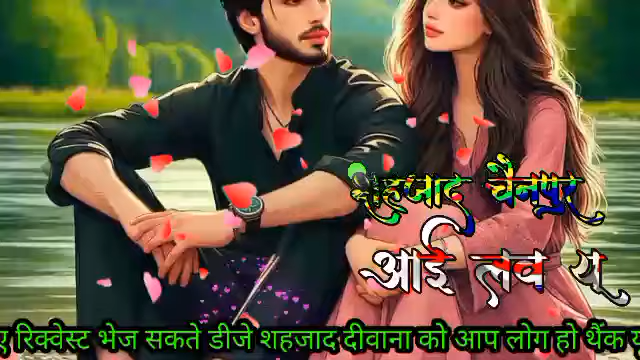 शहजाद चैनपुर
आई लव यू
ए रिक्वेस्ट भेज सकते डीजे शहजाद दीवाना को आप लोग हो थैंक